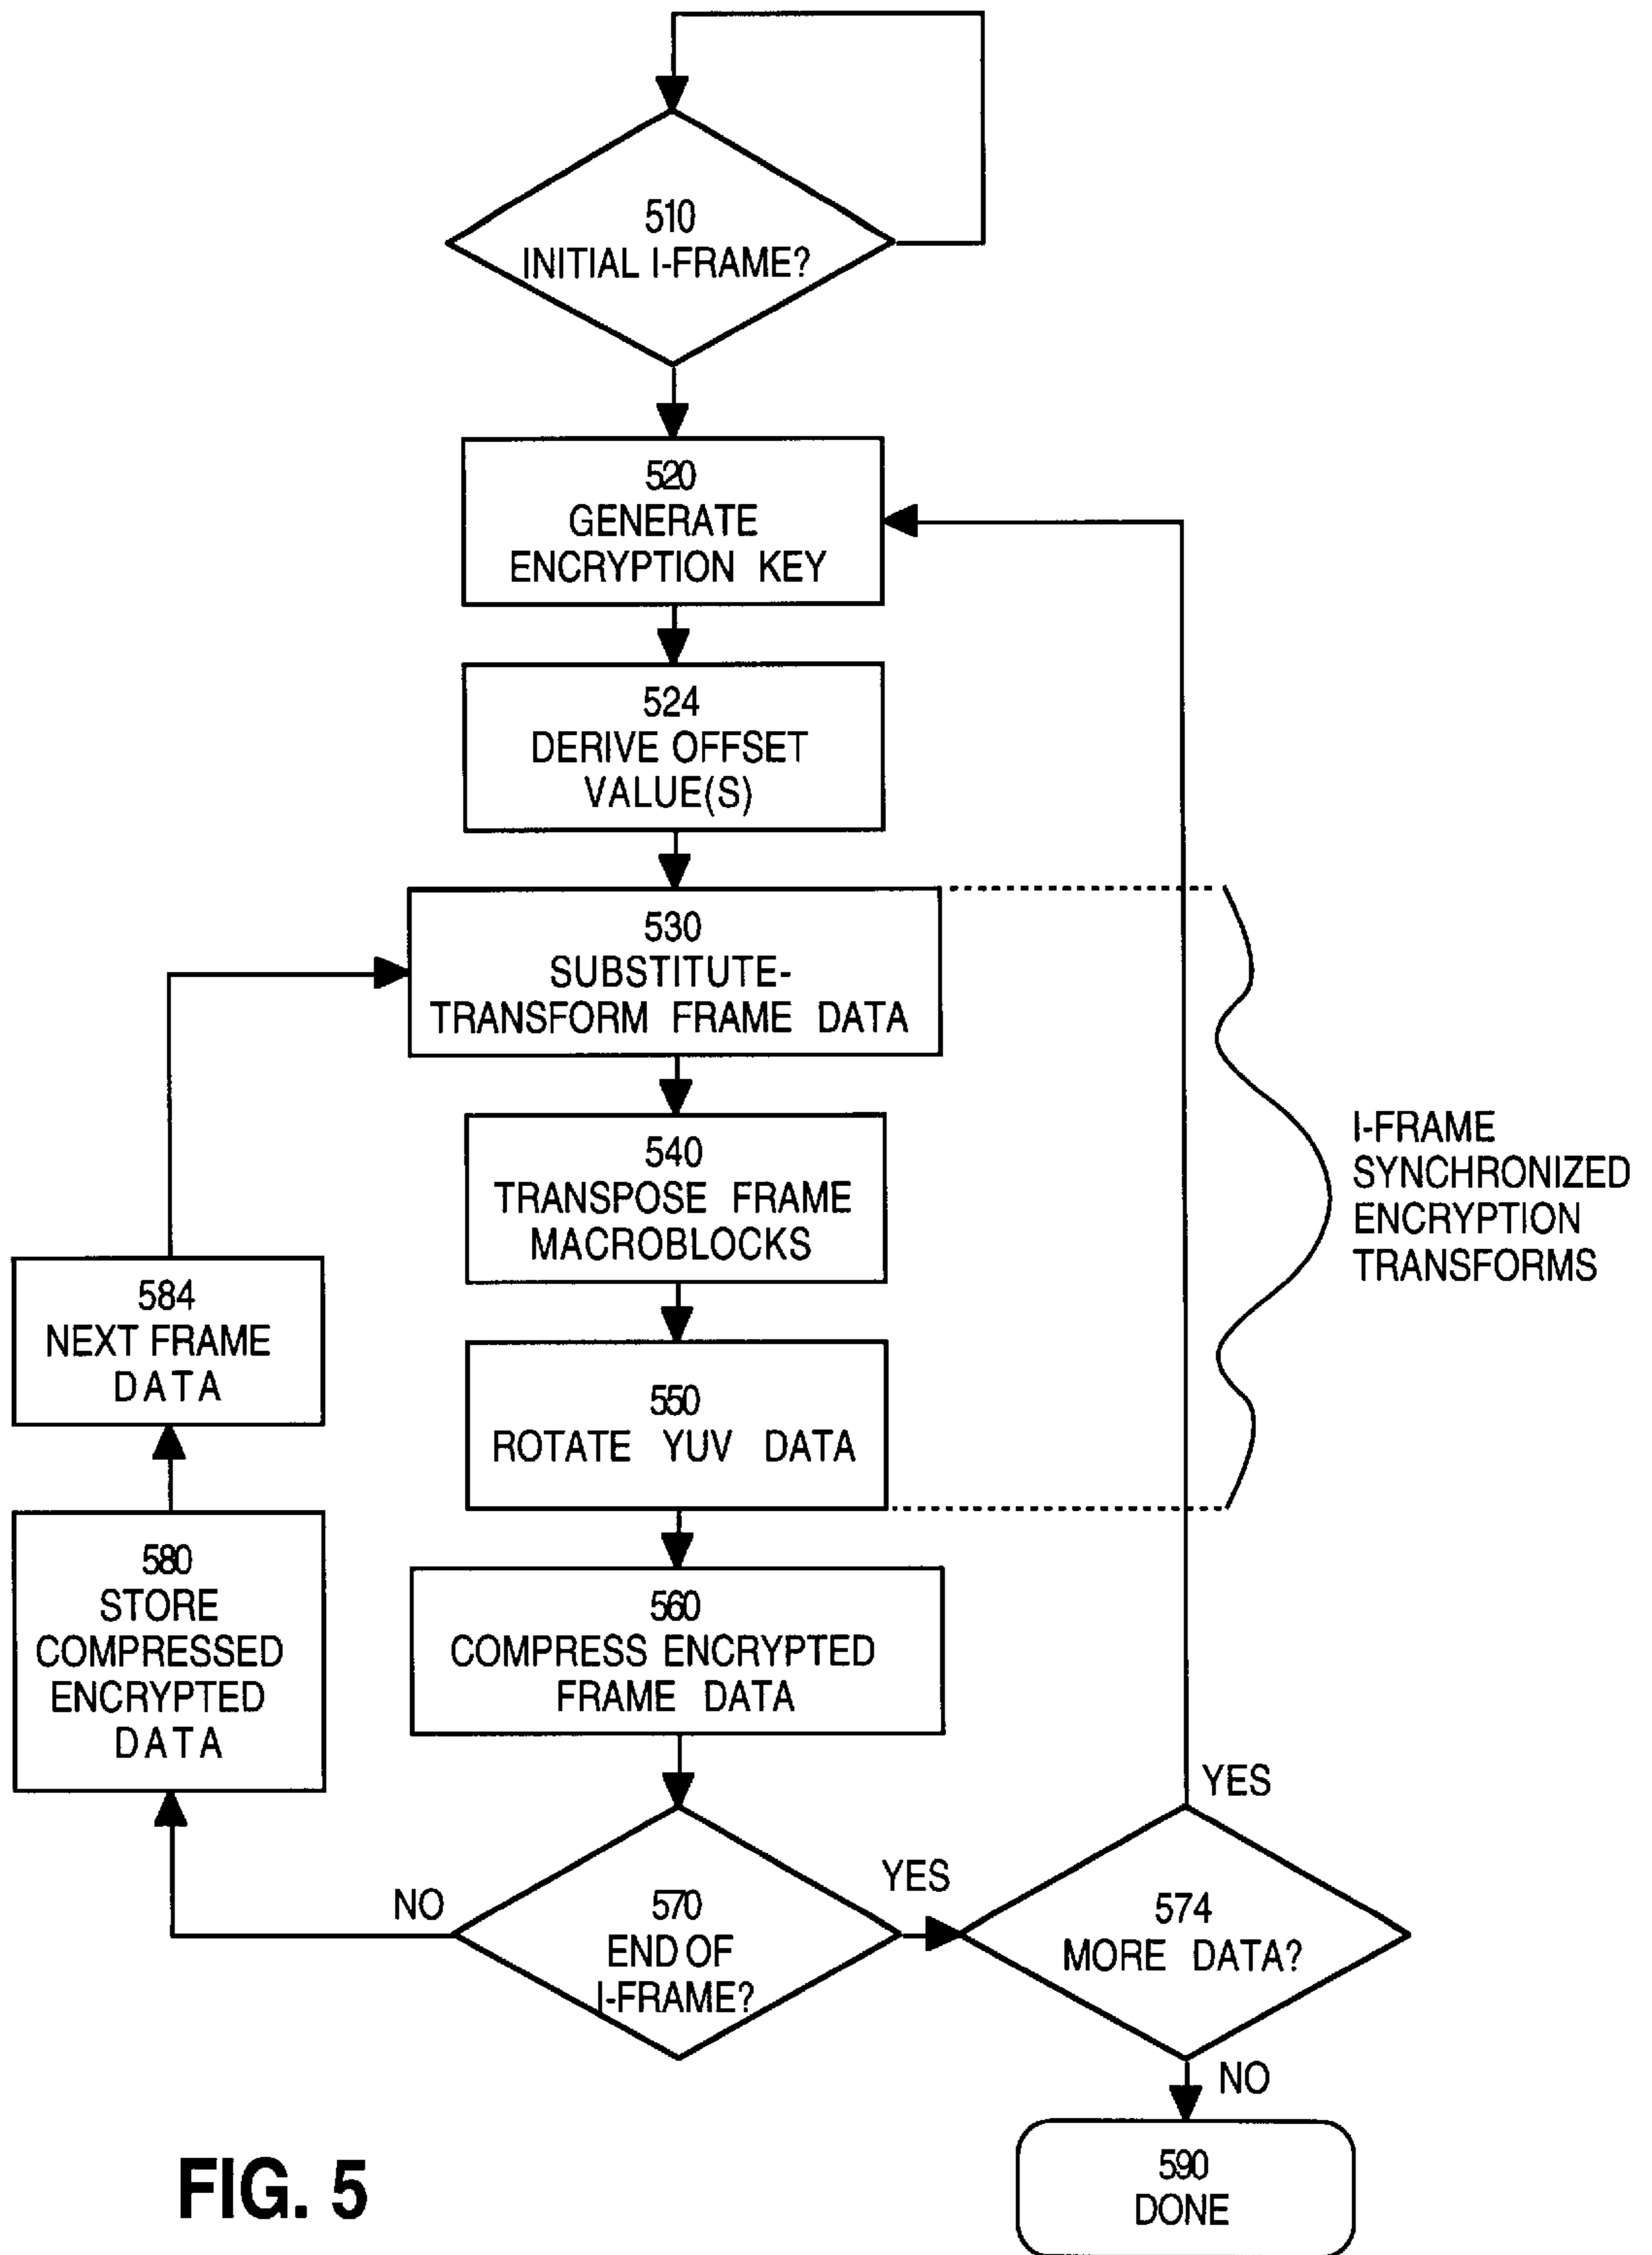 510
INITIAL I-FRAME?
520
GENERATE
ENCRYPTION KEY
524
DERIVE OFFSET
VALUE(S)
530
SUBSTITUTE-
TRANSFORM FRAME DATA
540
TRANSPOSE FRAME
MACROBLOCKS
I-FRAME
SYNCHRONIZED
ENCRYPTION
TRANSFORMS
584
NEXT FRAME
DATA
550
ROTATE YUV DATA
580
STORE
COMPRESSED
ENCRYPTED
DATA
560
COMPRESS ENCRYPTED
FRAME DATA
YES
NO
YES
570
END OF
I-FRAME?
574
MORE DATA?
NO
590
DONE
FIG. 5